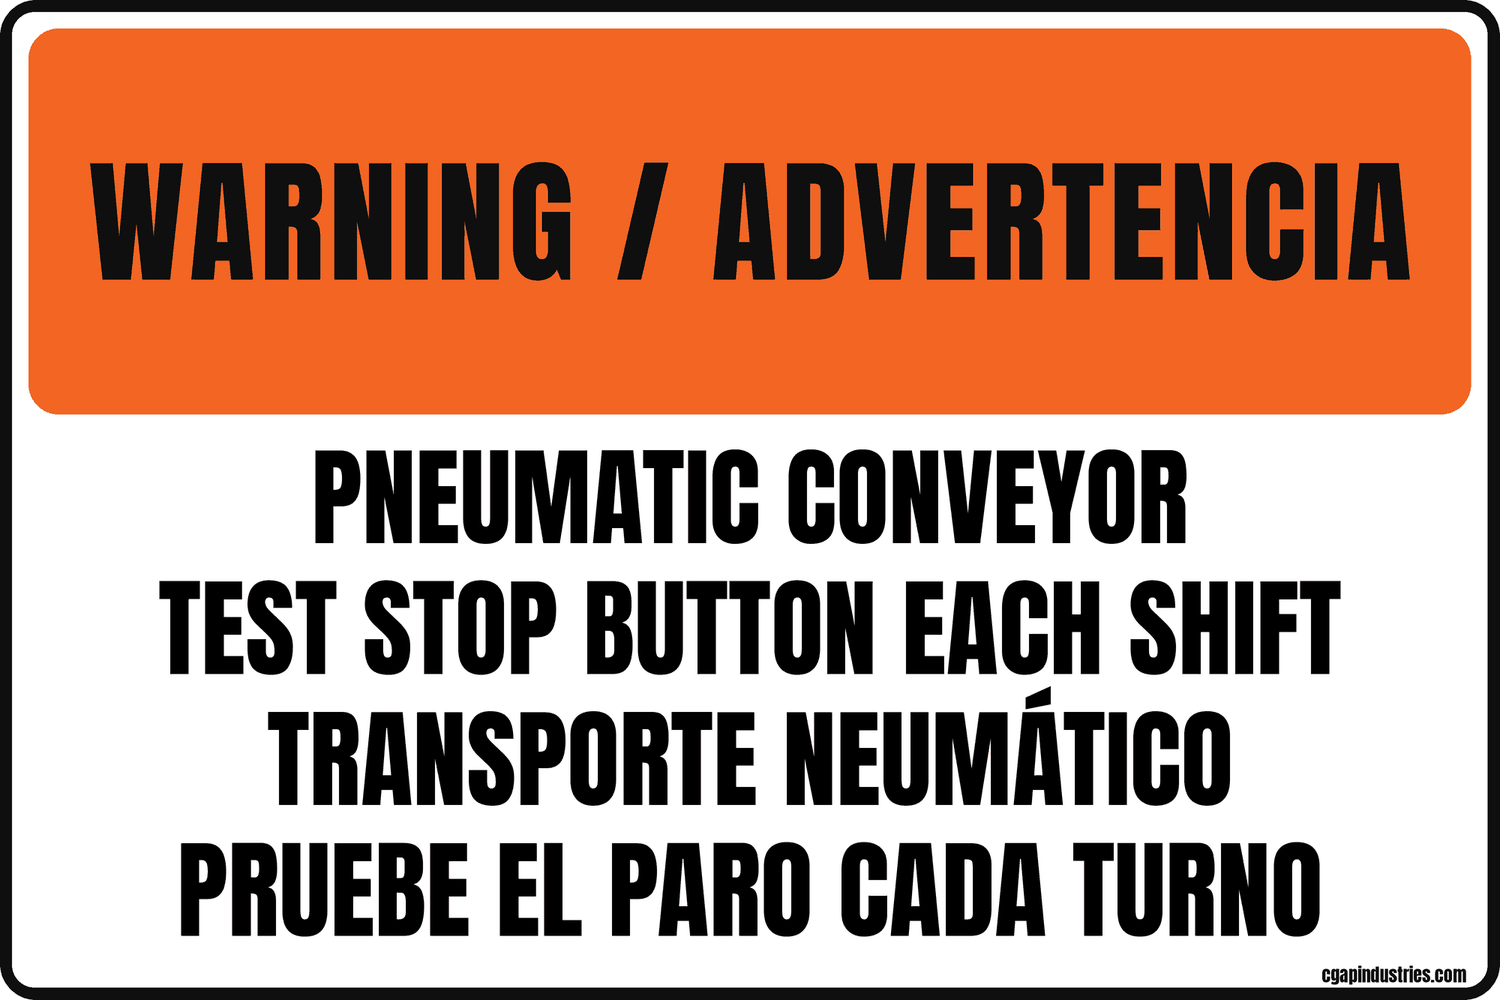 WARNING / ADVERTENCIA
PNEUMATIC CONVEYOR
TEST STOP BUTTON EACH SHIFT
TRANSPORTE NEUMÁTICO
PRUEBE EL PARO CADA TURNO
cgapindustries.com